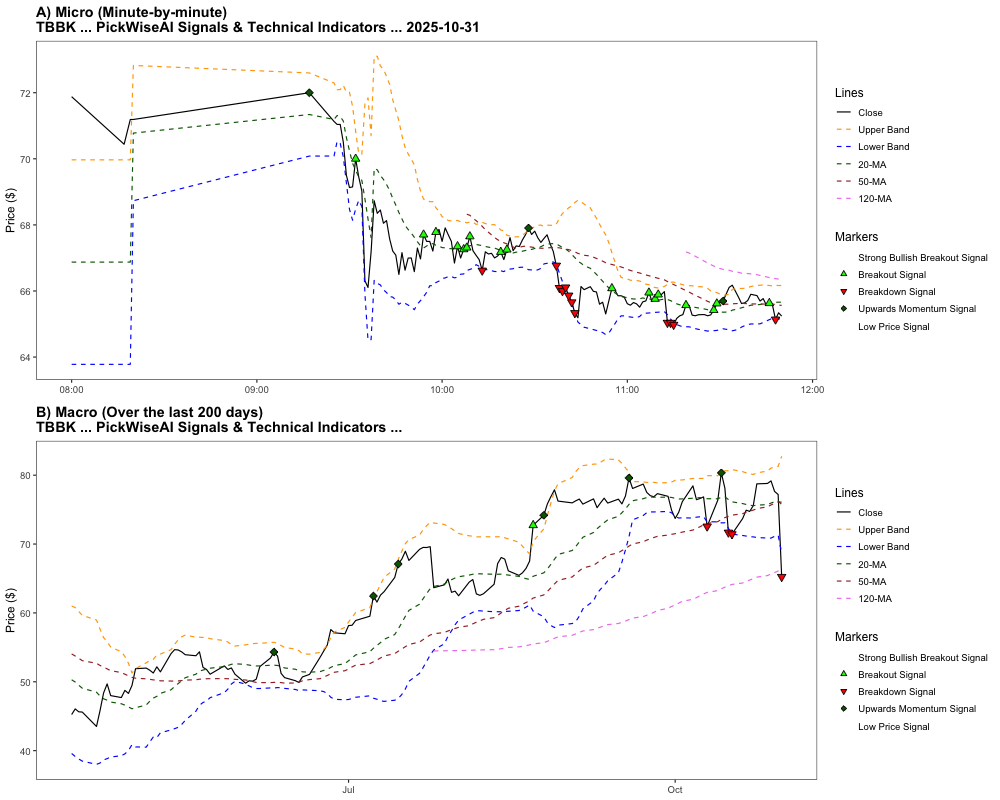 A) Micro (Minute-by-minute)
TBBK ... PickWiseAI Signals & Technical Indicators ... 2025-10-31
Price ($)
72
70
68
66
64
08:00
09:00
10:00
11:00
12:00
Lines
Close
Upper Band
Lower Band
20-MA
50-MA
120-MA
Markers
Strong Bullish Breakout Signal
Breakout Signal
Breakdown Signal
Upwards Momentum Signal
Low Price Signal
B) Macro (Over the last 200 days)
TBBK ... PickWiseAI Signals & Technical Indicators ...
Price ($)
80
70
60
50
40
Jul
Oct
Lines
Close
Upper Band
Lower Band
20-MA
50-MA
120-MA
Markers
Strong Bullish Breakout Signal
Breakout Signal
Breakdown Signal
Upwards Momentum Signal
Low Price Signal